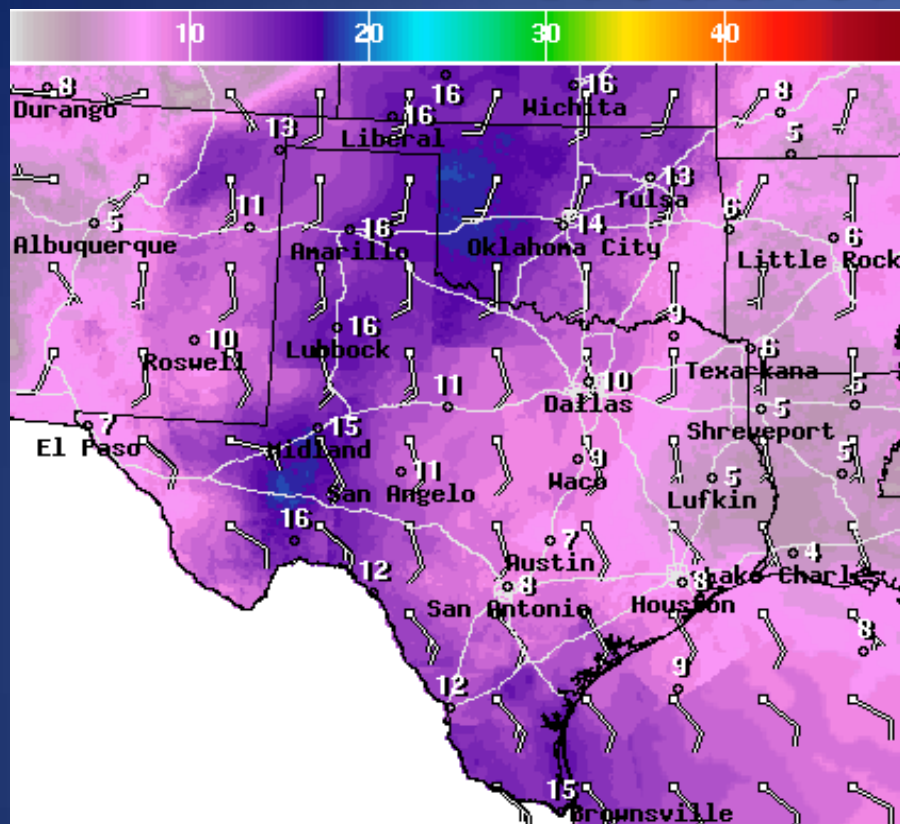 10 20 30 40
8 16 16 8
Durango Wichita
16
13 Liberal 5
13
Tulsa
5 11 16 14 6 6
Albuquerque Amarillo Oklahoma City Little Rock
16 9
10 Lubbock 6
Roswell Texarkana
11 10 5
Dallas 5
7 15 Shreveport
El Paso Midland
11 9 5 5
San Angelo Waco Lufkin
16 7 4
Austin Lake Charles
12 8 8
San Antonio Houston
8
12 9
15
Brownsville